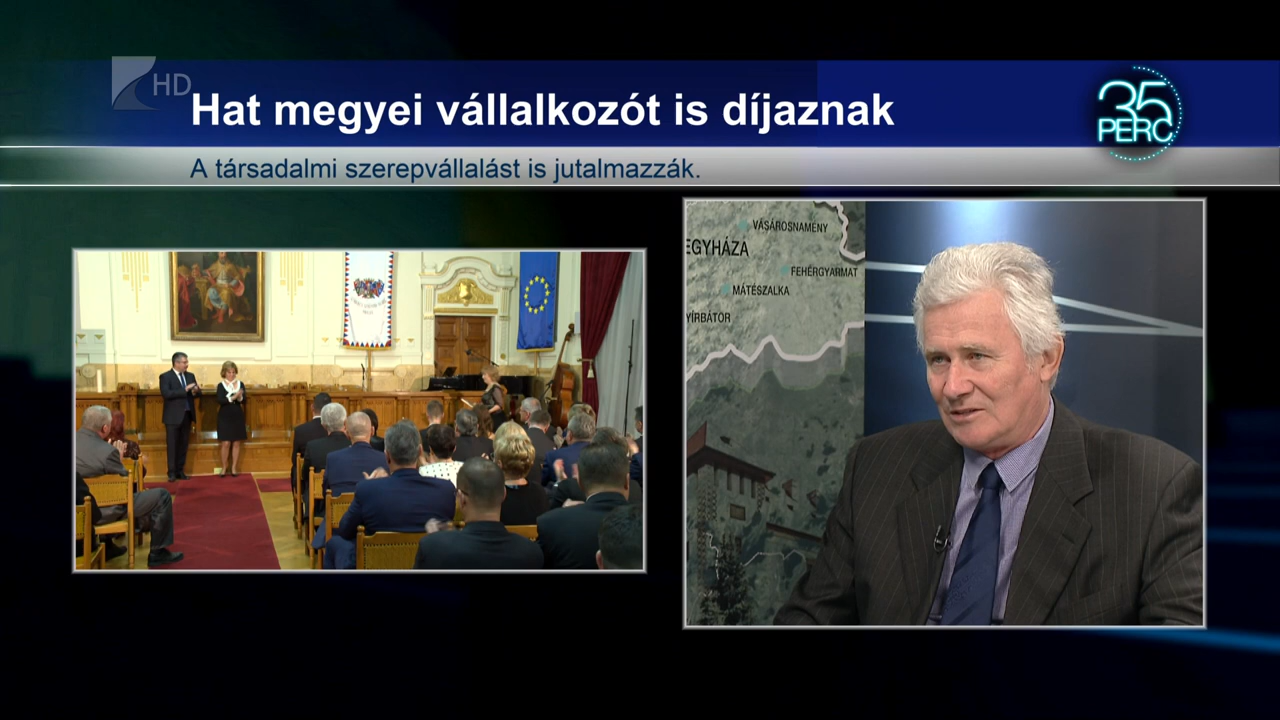 HD
Hat megyei vállalkozót is díjaznak
35
PERC
A társadalmi szerepvállalást is jutalmazzák.
VÁSÁROSNAMÉNY
EGYHÁZA
FEHÉRGYARMAT
MÁTÉSZALKA
YÍRBÁTOR